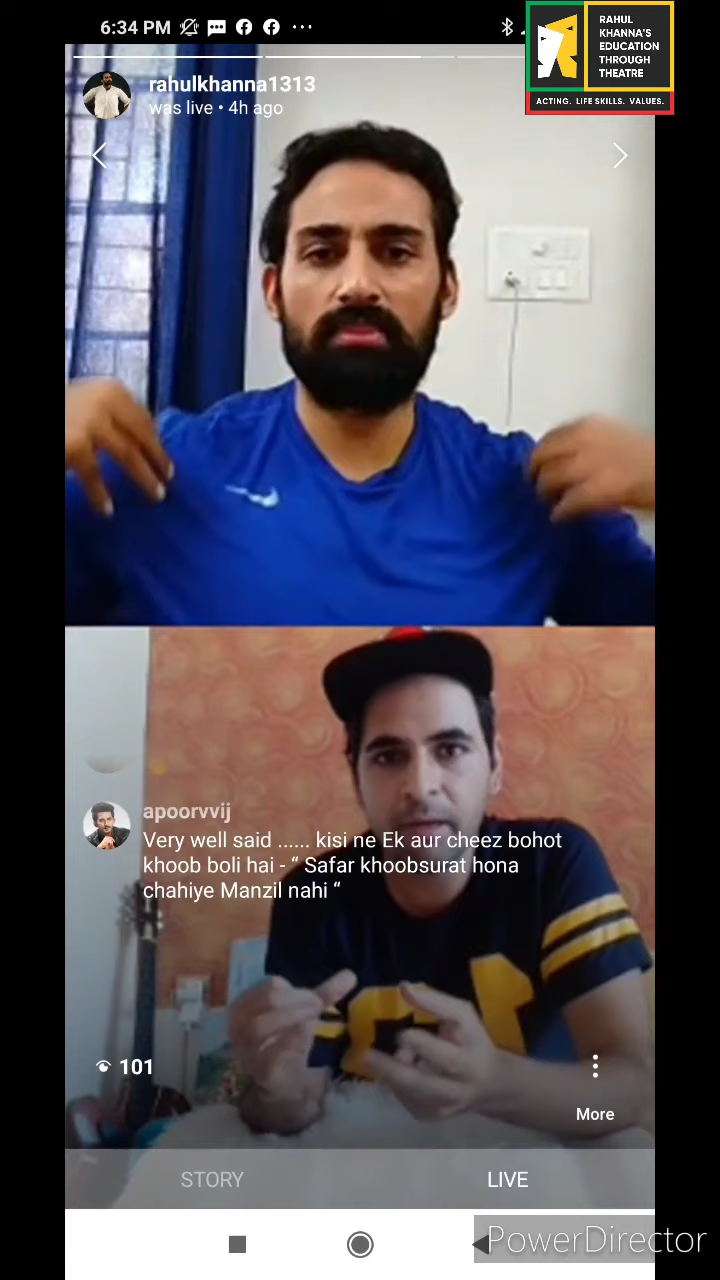 6:34 PM
RAHUL
KHANNA'S
EDUCATION
THROUGH
THEATRE
ACTING. LIFE SKILLS. VALUES.
rahulkhanna1313
was live • 4h ago
apoorvvij
Very well said ...... kisi ne Ek aur cheez bohot
khoob boli hai - “ Safar khoobsurat hona
chahiye Manzil nahi “
101
More
STORY
LIVE
PowerDirector